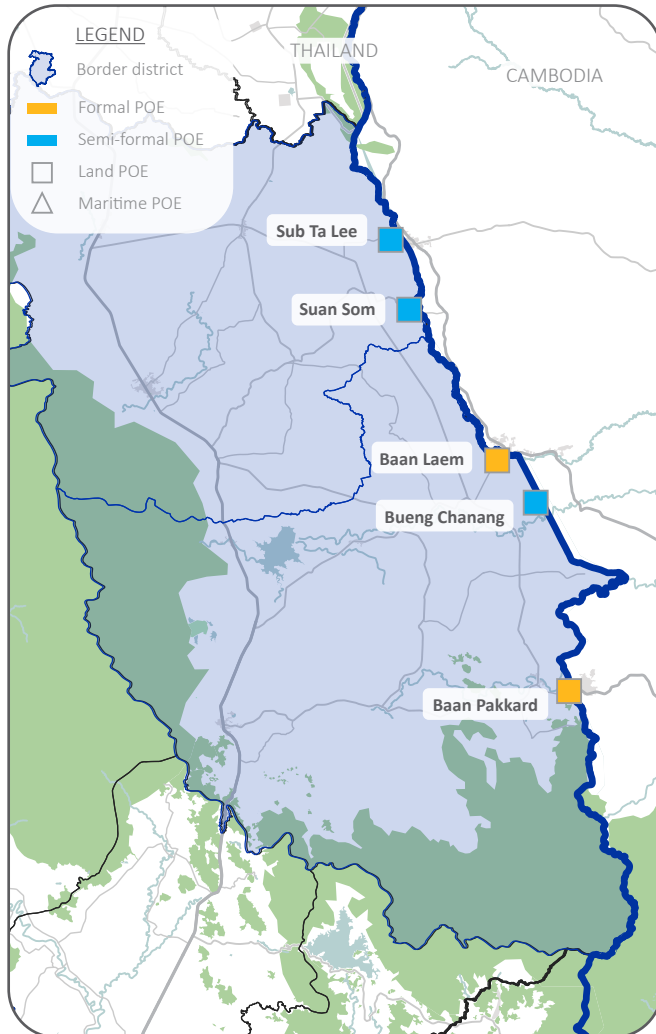 LEGEND
Border district
Formal POE
Semi-formal POE
Land POE
Maritime POE
THAILAND
CAMBODIA
Sub Ta Lee
Suan Som
Baan Laem
Bueng Chanang
Baan Pakkard